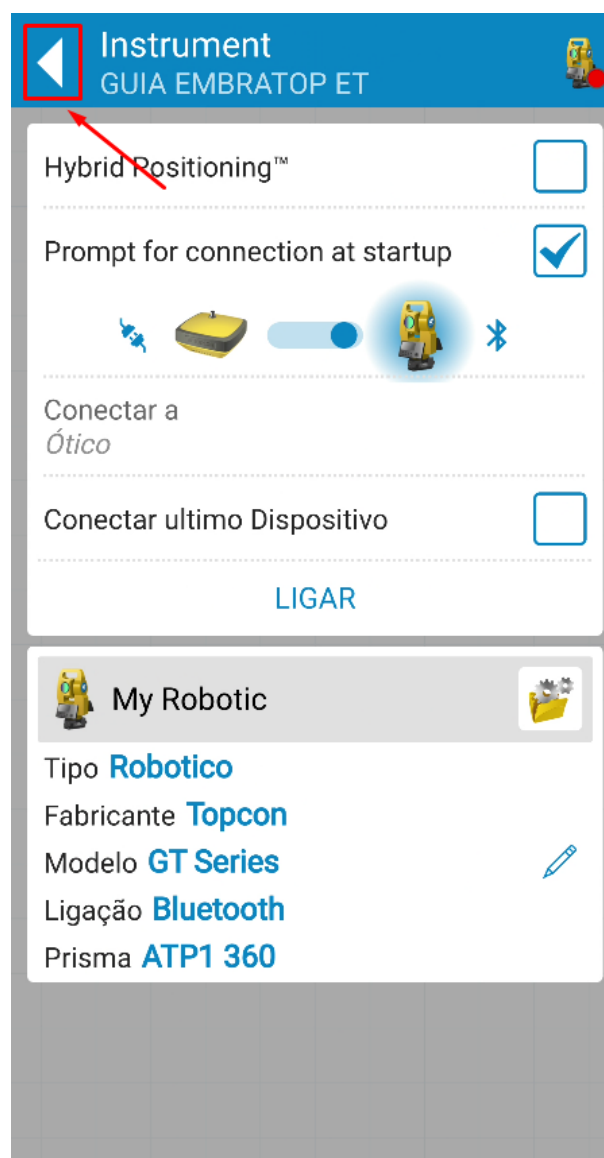 Instrument
GUIA EMBRATOP ET
Hybrid Positioning™
Prompt for connection at startup
Conectar a
Ótico
Conectar ultimo Dispositivo
LIGAR
My Robotic
Tipo Robotico
Fabricante Topcon
Modelo GT Series
Ligação Bluetooth
Prisma ATP1 360